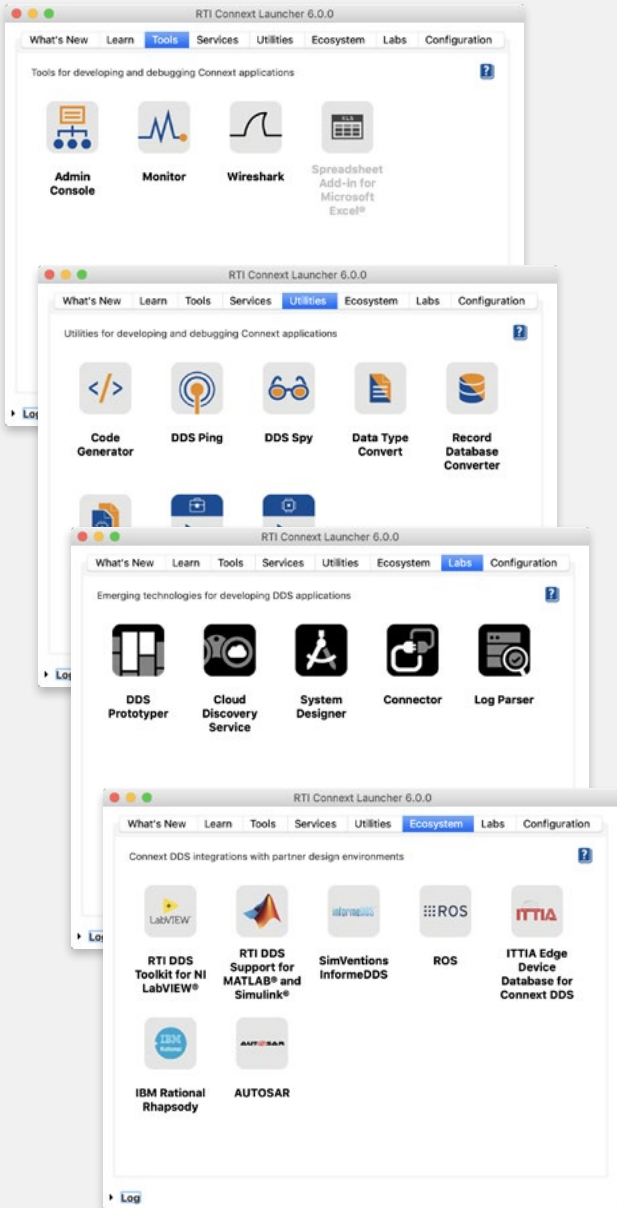 RTI Connext Launcher 6.0.0
What's New Learn Tools Services Utilities Ecosystem Labs Configuration
Tools for developing and debugging Connext applications
?
XLS
Admin
Console
Monitor
Wireshark
Spreadsheet
Add-in for
Microsoft
Excel®
Log
RTI Connext Launcher 6.0.0
What's New Learn Tools Services Utilities Ecosystem Labs Configuration
Utilities for developing and debugging Connext applications
?
</>
Code
Generator
DDS Ping
DDS Spy
Data Type
Convert
Record
Database
Converter
RTI Connext Launcher 6.0.0
What's New Learn Tools Services Utilities Ecosystem Labs Configuration
Emerging technologies for developing DDS applications
?
DDS
Prototyper
Cloud
Discovery
Service
System
Designer
Connector
Log Parser
RTI Connext Launcher 6.0.0
What's New Learn Tools Services Utilities Ecosystem Labs Configuration
Connext DDS integrations with partner design environments
?
LabVIEW
InformeDDS
ROS
ITTIA
RTI DDS
Toolkit for NI
LabVIEW®
RTI DDS
Support for
MATLAB® and
Simulink®
SimVentions
InformeDDS
ROS
ITTIA Edge
Device
Database for
Connext DDS
IBM
Rational
AUTOSAR
IBM Rational
Rhapsody
AUTOSAR
Log